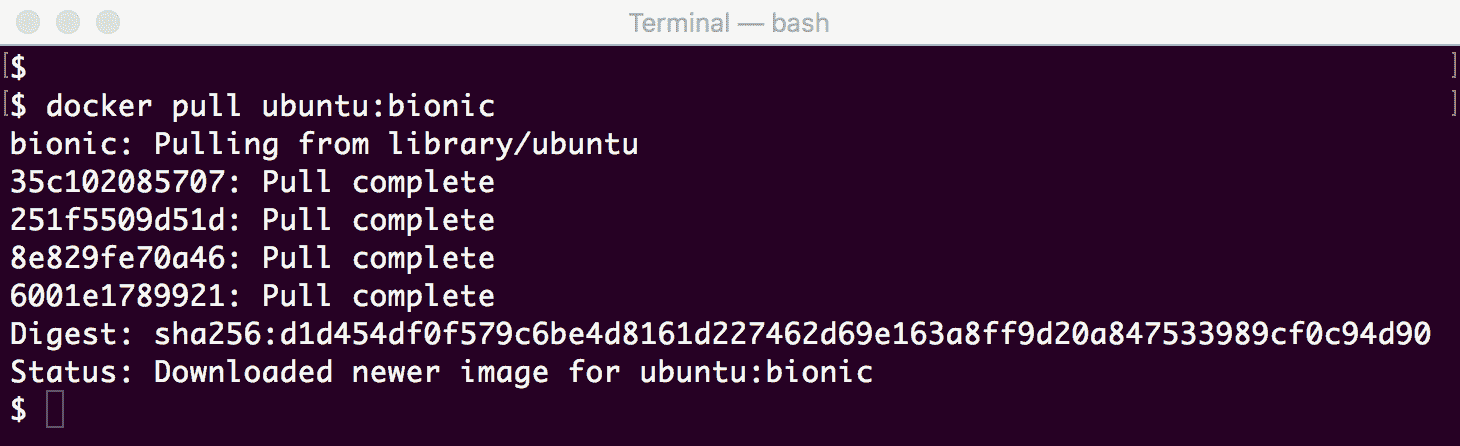 Terminal — bash
[$ ]
[$ docker pull ubuntu:bionic ]
bionic: Pulling from library/ubuntu
35c102085707: Pull complete
251f5509d51d: Pull complete
8e829fe70a46: Pull complete
6001e1789921: Pull complete
Digest: sha256:d1d454df0f579c6be4d8161d227462d69e163a8ff9d20a847533989cf0c94d90
Status: Downloaded newer image for ubuntu:bionic
$